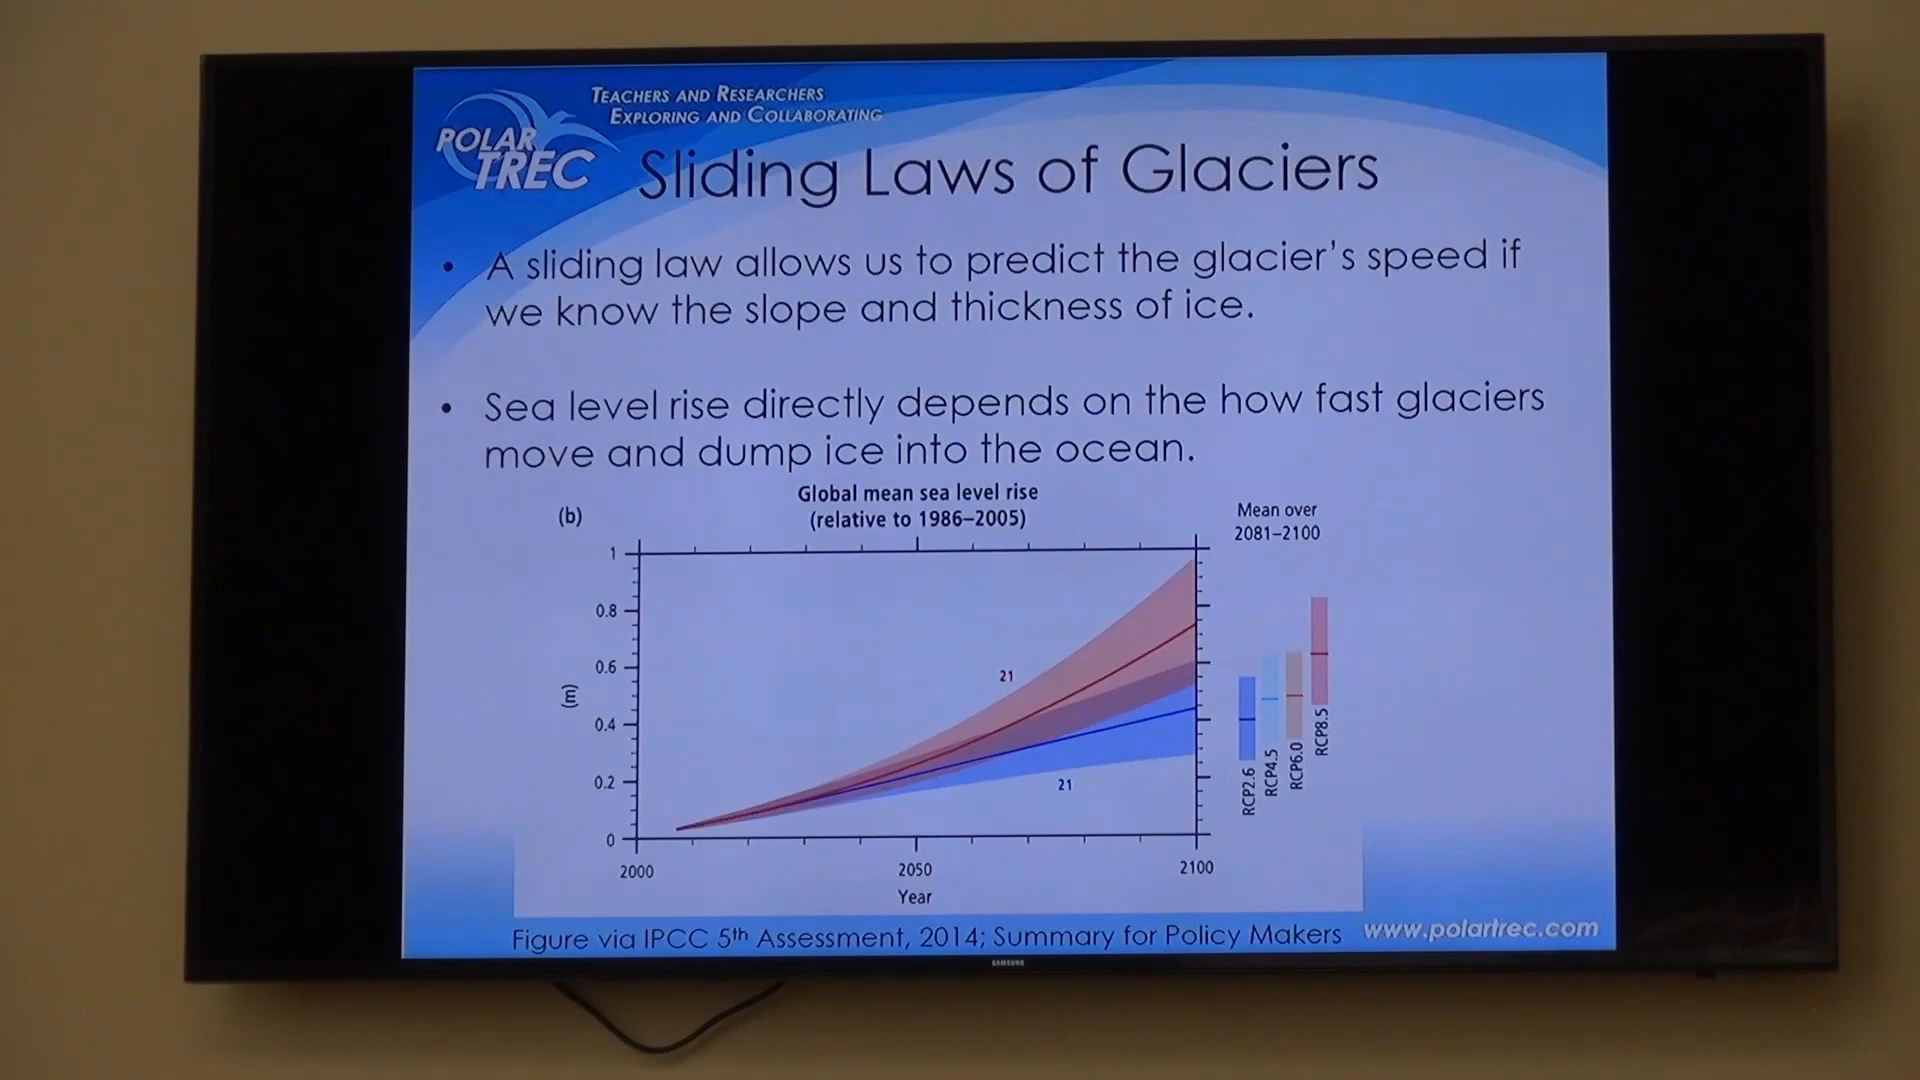 TEACHERS AND RESEARCHERS
EXPLORING AND COLLABORATING
POLAR
TREC
Sliding Laws of Glaciers
• A sliding law allows us to predict the glacier's speed if
we know the slope and thickness of ice.
• Sea level rise directly depends on the how fast glaciers
move and dump ice into the ocean.
(b)
Global mean sea level rise
(relative to 1986–2005)
Mean over
2081–2100
1
0.8
0.6
0.4
0.2
0
(m)
21
21
2000
2050
2100
Year
RCP2.6
RCP4.5
RCP6.0
RCP8.5
Figure via IPCC 5th Assessment, 2014; Summary for Policy Makers
www.polartrec.com
SAMSUNG